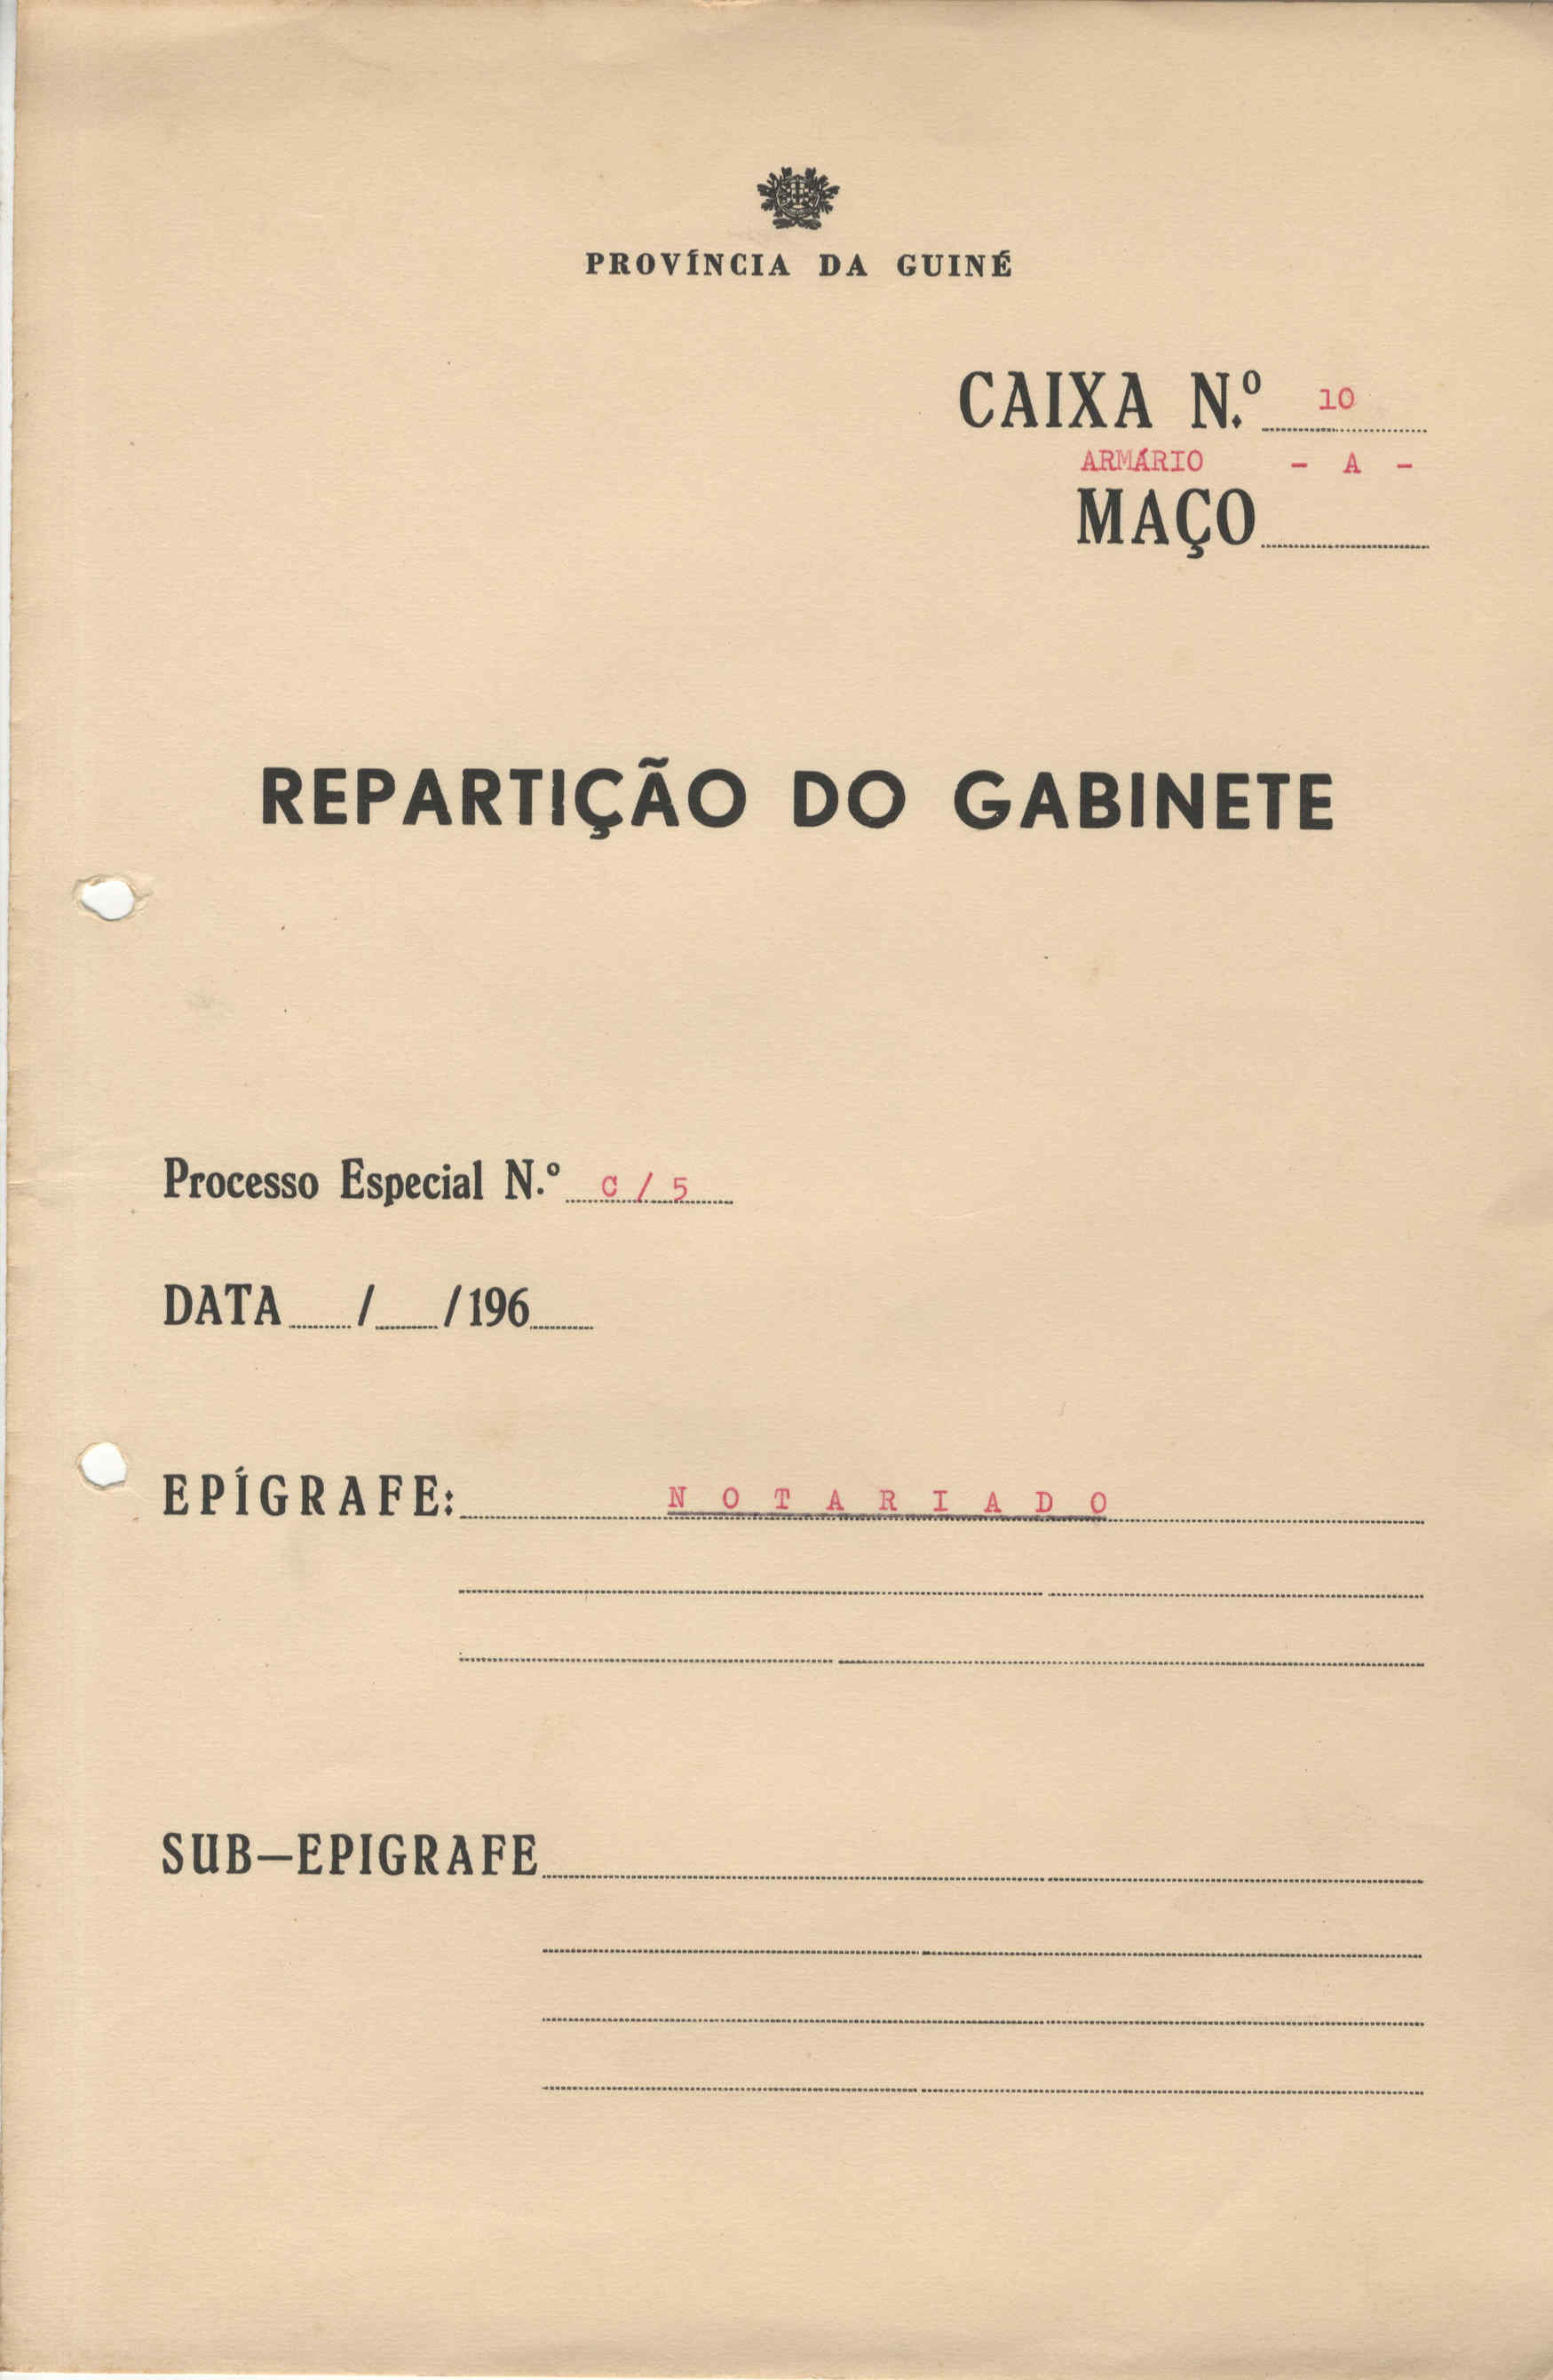 PROVÍNCIA DA GUINÉ
CAIXA N.º 10
ARMÁRIO - A -
MAÇO
REPARTIÇÃO DO GABINETE
Processo Especial N.º C / 5
DATA / /196
EPÍGRAFE: N O T A R I A D O
SUB—EPIGRAFE